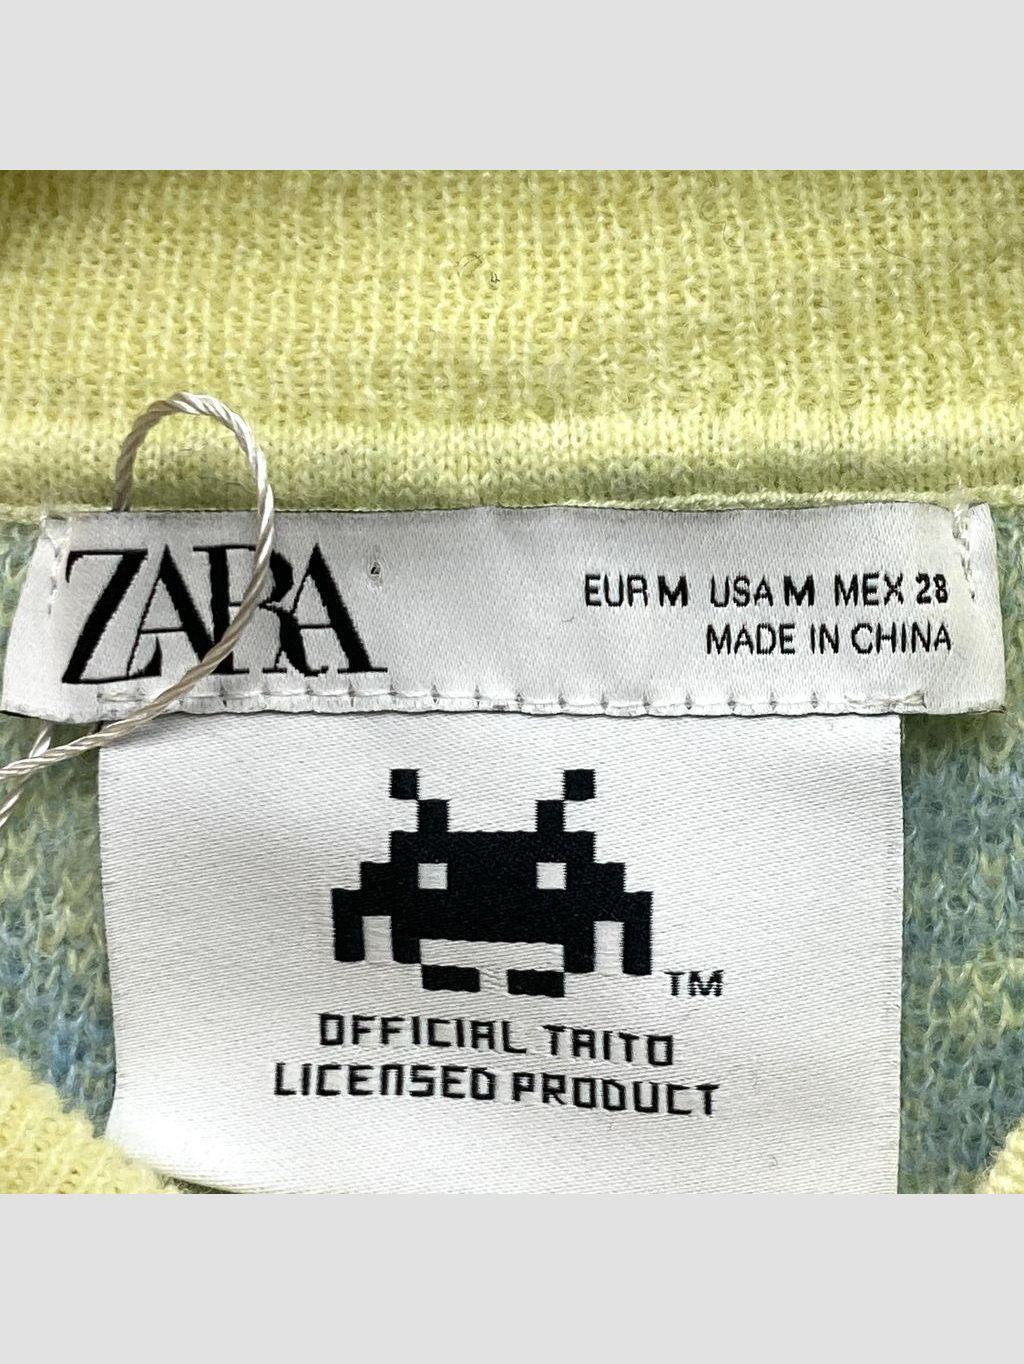 ZARA
EUR M USA M MEX 28
MADE IN CHINA
TM
OFFICIAL TAITO
LICENSED PRODUCT